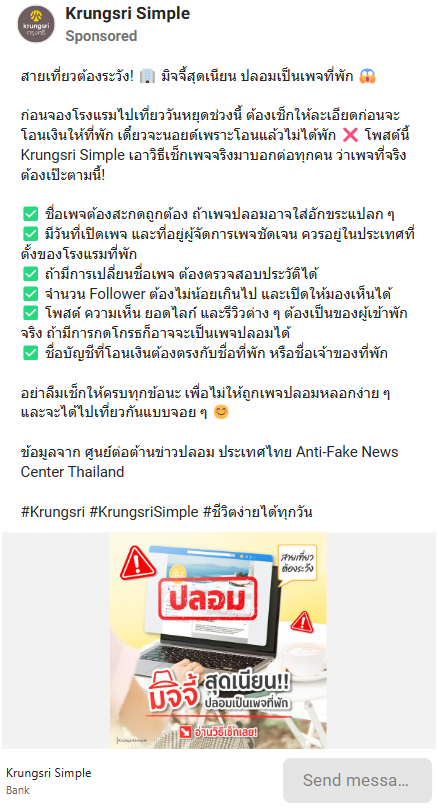 krungsri
กรุงศรี
Krungsri Simple
Sponsored
สายเที่ยวต้องระวัง! 🏢 มิจจี้สุดเนียน ปลอมเป็นเพจที่พัก 😱
ก่อนจองโรงแรมไปเที่ยววันหยุดช่วงนี้ ต้องเช็กให้ละเอียดก่อนจะ
โอนเงินให้ที่พัก เดี๋ยวจะนอยด์เพราะโอนแล้วไม่ได้พัก ❌ โพสต์นี้
Krungsri Simple เอาวิธีเช็กเพจจริงมาบอกต่อทุกคน ว่าเพจที่จริง
ต้องเป๊ะตามนี้!
✅ ชื่อเพจต้องสะกดถูกต้อง ถ้าเพจปลอมอาจใส่อักขระแปลก ๆ
✅ มีวันที่เปิดเพจ และที่อยู่ผู้จัดการเพจชัดเจน ควรอยู่ในประเทศที่
ตั้งของโรงแรมที่พัก
✅ ถ้ามีการเปลี่ยนชื่อเพจ ต้องตรวจสอบประวัติได้
✅ จำนวน Follower ต้องไม่น้อยเกินไป และเปิดให้มองเห็นได้
✅ โพสต์ ความเห็น ยอดไลก์ และรีวิวต่าง ๆ ต้องเป็นของผู้เข้าพัก
จริง ถ้ามีการกดโกรธก็อาจจะเป็นเพจปลอมได้
✅ ชื่อบัญชีที่โอนเงินต้องตรงกับชื่อที่พัก หรือชื่อเจ้าของที่พัก
อย่าลืมเช็กให้ครบทุกข้อนะ เพื่อไม่ให้ถูกเพจปลอมหลอกง่าย ๆ
และจะได้ไปเที่ยวกันแบบจอย ๆ 😊
ข้อมูลจาก ศูนย์ต่อต้านข่าวปลอม ประเทศไทย Anti-Fake News
Center Thailand
#Krungsri #KrungsriSimple #ชีวิตง่ายได้ทุกวัน
สายเที่ยว
ต้องระวัง
ปลอม
มิจจี้ สุดเนียน!!
ปลอมเป็นเพจที่พัก
อ่านวิธีเช็กเลย!
Krungsri Simple
Bank
Send messa...